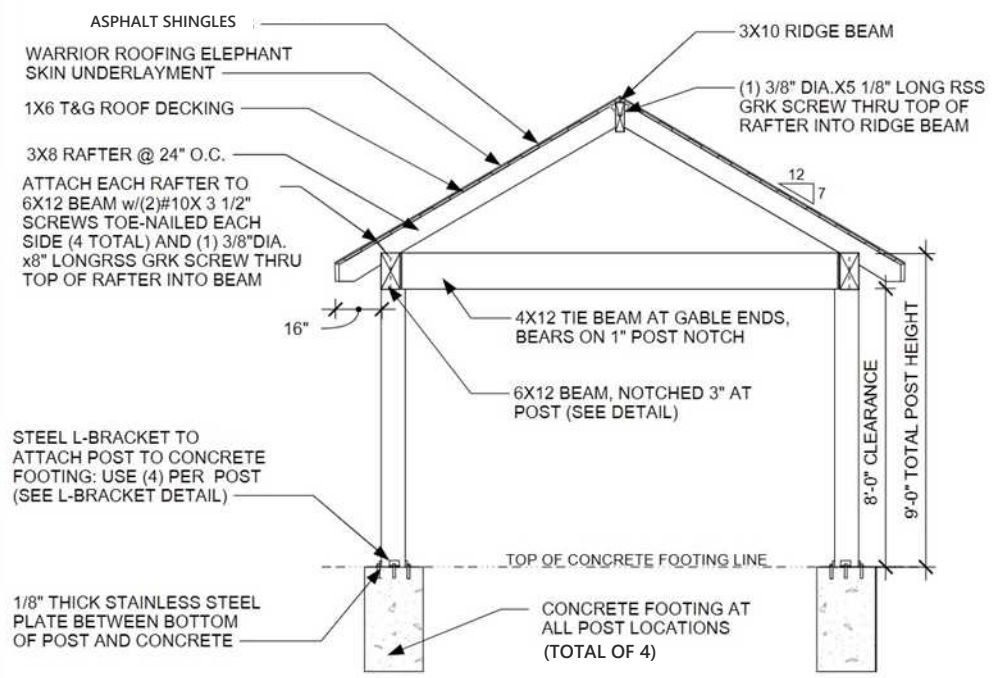 ASPHALT SHINGLES
WARRIOR ROOFING ELEPHANT
SKIN UNDERLAYMENT
1X6 T&G ROOF DECKING
3X8 RAFTER @ 24" O.C.
ATTACH EACH RAFTER TO
6X12 BEAM w/(2)#10X 3 1/2"
SCREWS TOE-NAILED EACH
SIDE (4 TOTAL) AND (1) 3/8"DIA.
x8" LONGRSS GRK SCREW THRU
TOP OF RAFTER INTO BEAM
16"
STEEL L-BRACKET TO
ATTACH POST TO CONCRETE
FOOTING: USE (4) PER POST
(SEE L-BRACKET DETAIL)
1/8" THICK STAINLESS STEEL
PLATE BETWEEN BOTTOM
OF POST AND CONCRETE
3X10 RIDGE BEAM
(1) 3/8" DIA.X5 1/8" LONG RSS
GRK SCREW THRU TOP OF
RAFTER INTO RIDGE BEAM
12
7
4X12 TIE BEAM AT GABLE ENDS,
BEARS ON 1" POST NOTCH
6X12 BEAM, NOTCHED 3" AT
POST (SEE DETAIL)
8'-0" CLEARANCE
9'-0" TOTAL POST HEIGHT
TOP OF CONCRETE FOOTING LINE
CONCRETE FOOTING AT
ALL POST LOCATIONS
(TOTAL OF 4)